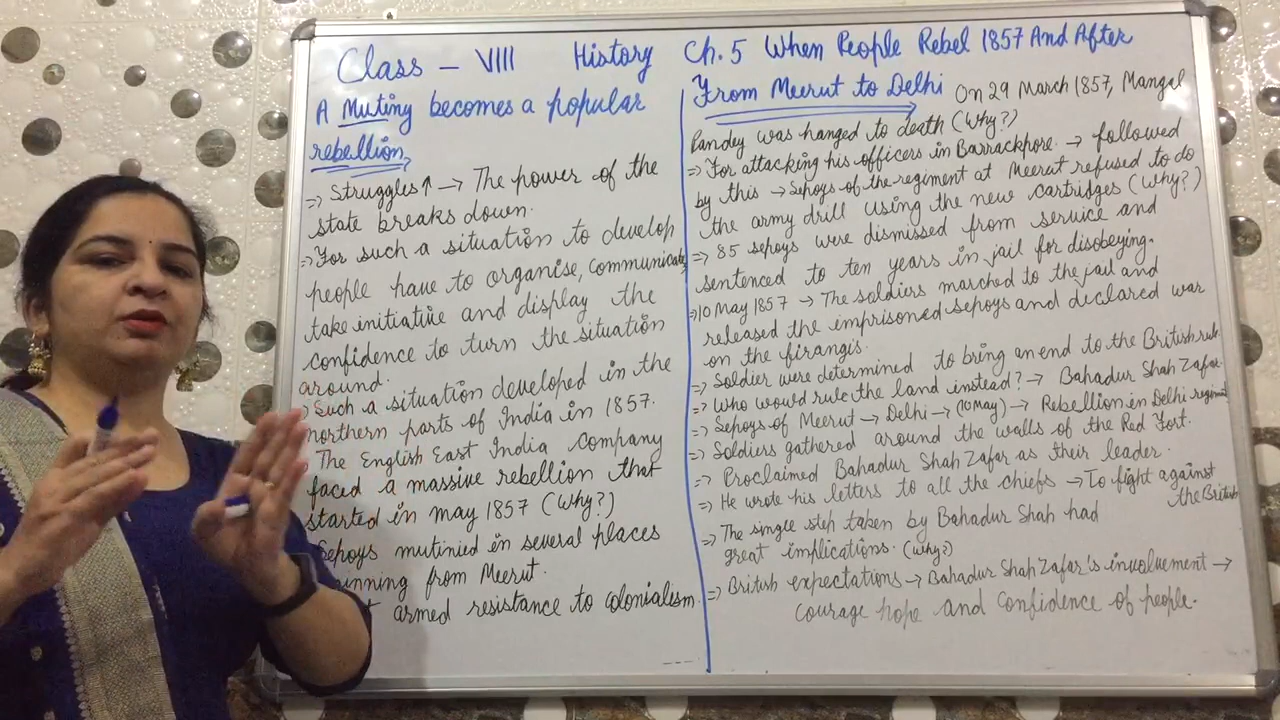 Class - VIII History Ch. 5 When People Rebel 1857 And After
A Mutiny becomes a popular
rebellion
=> Struggles↑ → The power of the
state breaks down.
=> For such a situation to develop
people have to organise, communicate,
take initiative and display the
confidence to turn the situation
around.
Such a situation developed in the
northern parts of India in 1857.
The English East India Company
faced a massive rebellion that
started in may 1857 (Why?)
Sepoys mutinied in several places
from Meerut.
armed resistance to colonialism.
From Meerut to Delhi On 29 March 1857, Mangal
Pandey was hanged to death (Why?)
=> For attacking his officers in Barrackpore. → followed
by this → Sepoys of the regiment at Meerut refused to do
the army drill using the new cartridges (Why?)
=> 85 sepoys were dismissed from service and
sentenced to ten years in jail for disobeying.
=> 10 May 1857 → The soldiers marched to the jail and
released the imprisoned sepoys and declared war
on the firangis.
=> Soldier were determined to bring an end to the British rule.
=> Who would rule the land instead? → Bahadur Shah Zafar.
=> Sepoys of Meerut → Delhi → (10 May) → Rebellion in Delhi regiment
=> Soldiers gathered around the walls of the Red Fort.
=> Proclaimed Bahadur Shah Zafar as their leader.
=> He wrote his letters to all the chiefs → To fight against
the British
=> The single step taken by Bahadur Shah had
great implications. (why?)
=> British expectations → Bahadur Shah Zafar's involvement →
courage hope and confidence of people.